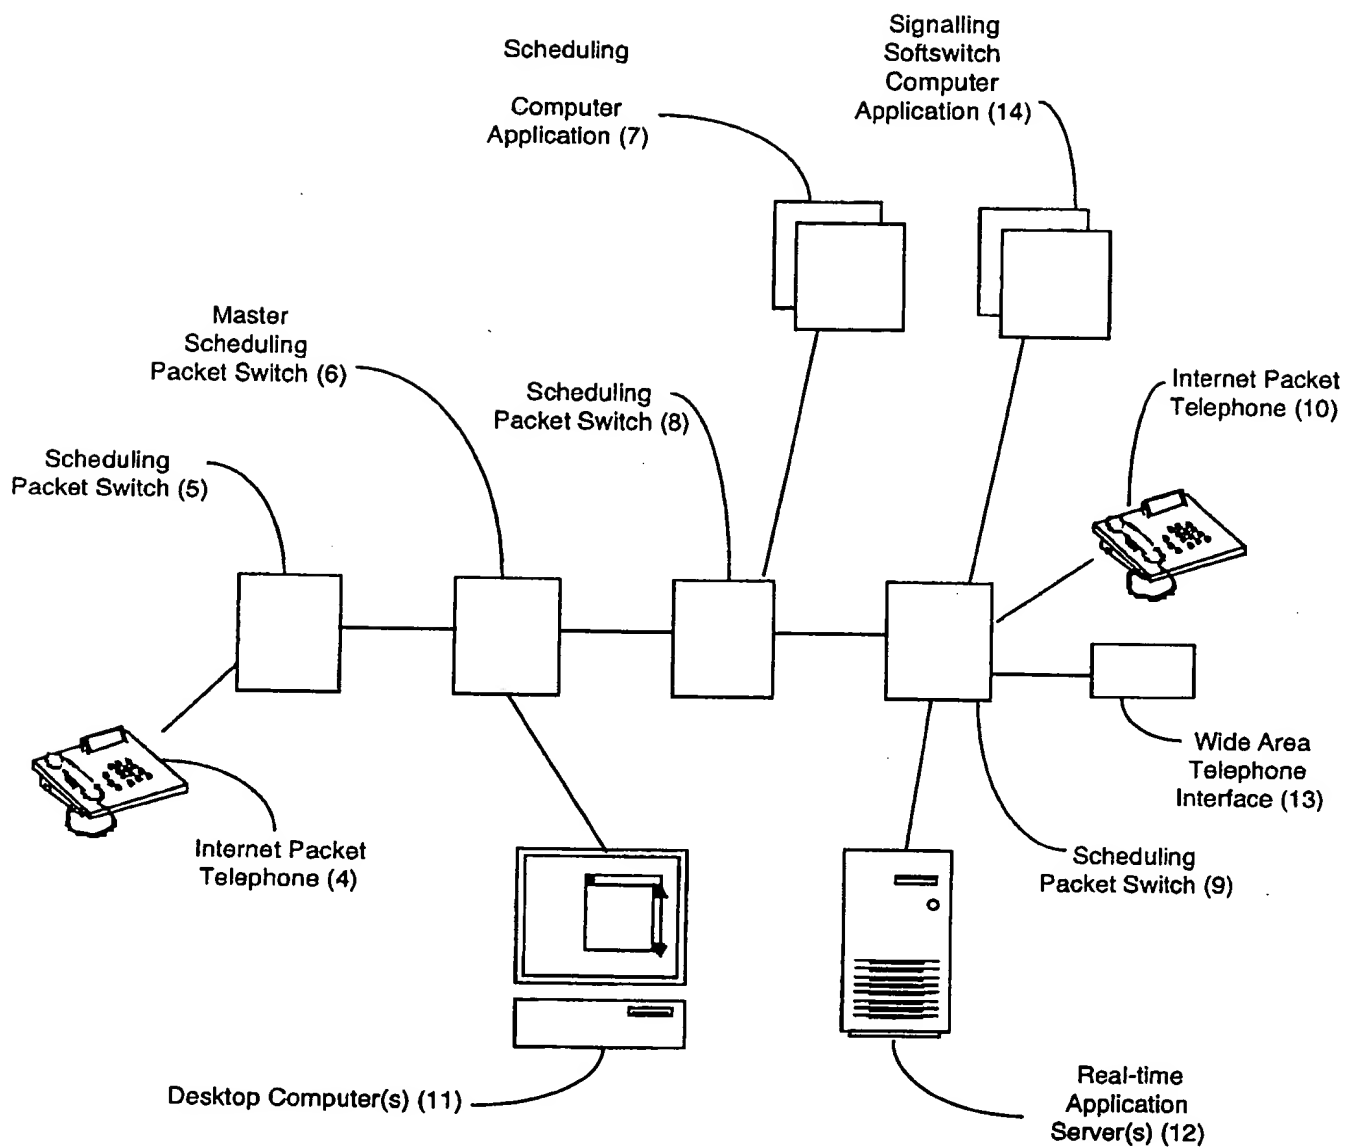 Signalling
Softswitch
Computer
Application (14)
Scheduling
Computer
Application (7)
Master
Scheduling
Packet Switch (6)
Scheduling
Packet Switch (8)
Internet Packet
Telephone (10)
Scheduling
Packet Switch (5)
Wide Area
Telephone
Interface (13)
Internet Packet
Telephone (4)
Scheduling
Packet Switch (9)
Desktop Computer(s) (11)
Real-time
Application
Server(s) (12)